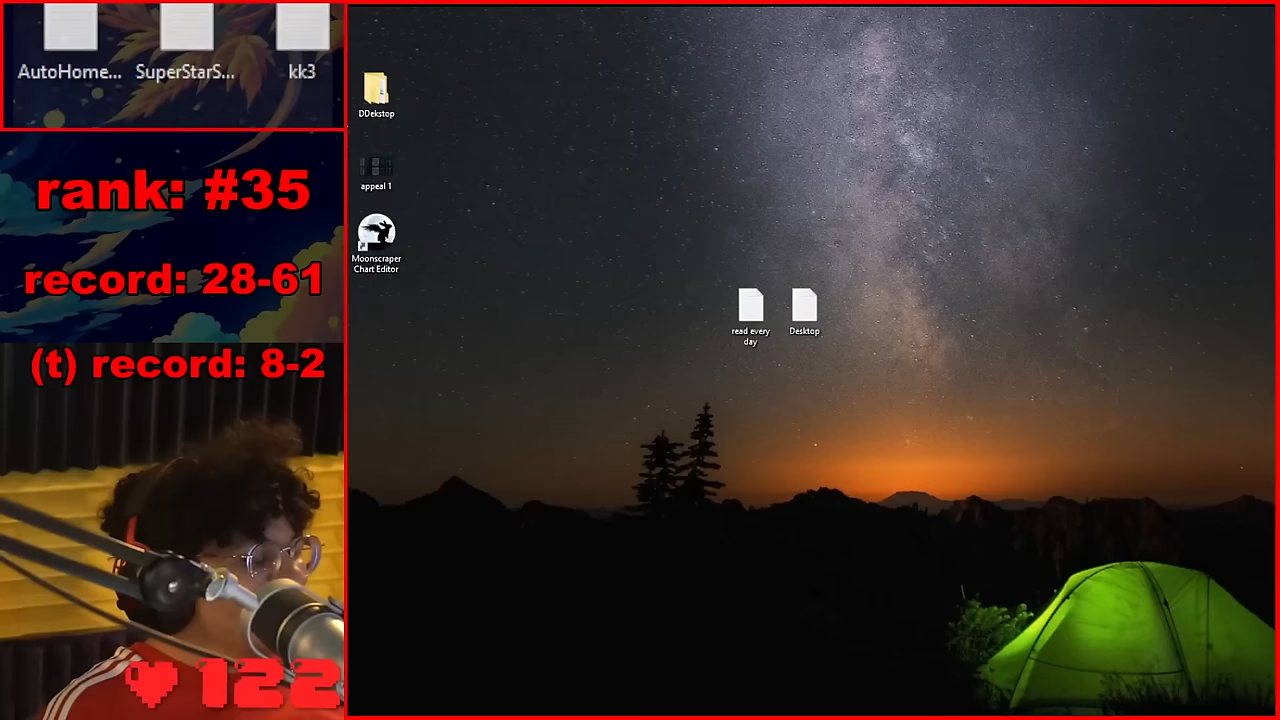 AutoHome... SuperStarS... kk3
rank: #35
record: 28-61
(t) record: 8-2
122
DDekstop
appeal 1
Moonscraper
Chart Editor
read every
day
Desktop